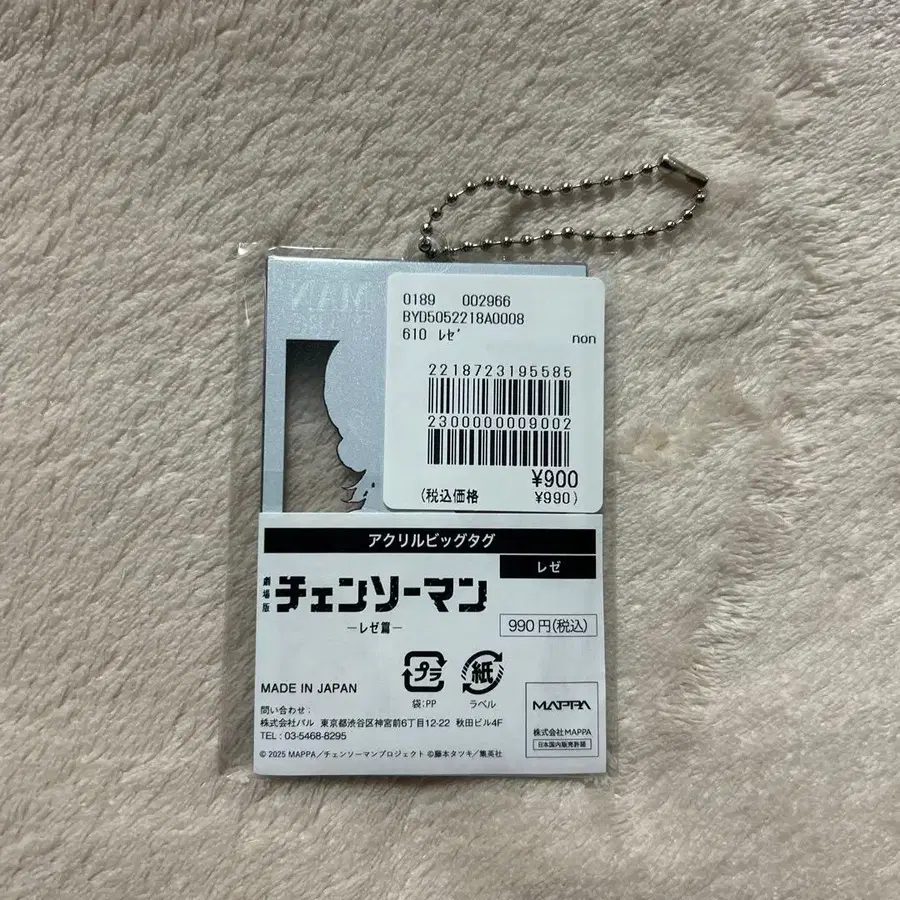 MAN
0189 002966
BYD5052218A0008
610 ﾚｾﾞ
non
2218723195585
2300000009002
¥900
(税込価格 ¥990)
アクリルビッグタグ
レゼ
劇場版 チェンソーマン
—レゼ篇—
990円(税込)
プラ
紙
袋:PP
ラベル
MADE IN JAPAN
問い合わせ:
株式会社パル 東京都渋谷区神宮前6丁目12-22 秋田ビル4F
TEL : 03-5468-8295
© 2025 MAPPA/チェンソーマンプロジェクト ©藤本タツキ/集英社
MAPPA
株式会社MAPPA
日本国内販売許諾